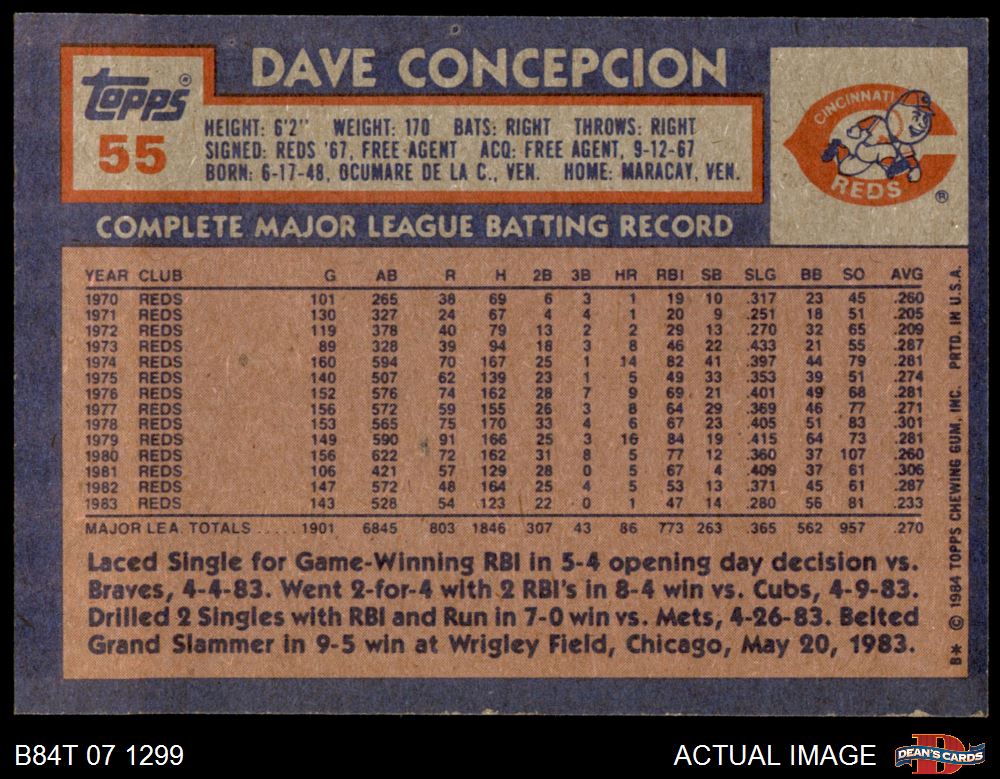 DAVE CONCEPCION
Topps®
55
HEIGHT: 6'2" WEIGHT: 170 BATS: RIGHT THROWS: RIGHT
SIGNED: REDS '67, FREE AGENT ACQ: FREE AGENT, 9-12-67
BORN: 6-17-48, OCUMARE DE LA C., VEN. HOME: MARACAY, VEN.
CINCINNATI
REDS
®
COMPLETE MAJOR LEAGUE BATTING RECORD
YEAR CLUB G AB R H 2B 3B HR RBI SB SLG BB SO AVG
1970 REDS 101 265 38 69 6 3 1 19 10 .317 23 45 .260
1971 REDS 130 327 24 67 4 4 1 20 9 .251 18 51 .205
1972 REDS 119 378 40 79 13 2 2 29 13 .270 32 65 .209
1973 REDS 89 328 39 94 18 3 8 46 22 .433 21 55 .287
1974 REDS 160 594 70 167 25 1 14 82 41 .397 44 79 .281
1975 REDS 140 507 62 139 23 1 5 49 33 .353 39 51 .274
1976 REDS 152 576 74 162 28 7 9 69 21 .401 49 68 .281
1977 REDS 156 572 59 155 26 3 8 64 29 .369 46 77 .271
1978 REDS 153 565 75 170 33 4 6 67 23 .405 51 83 .301
1979 REDS 149 590 91 166 25 3 16 84 19 .415 64 73 .281
1980 REDS 156 622 72 162 31 8 5 77 12 .360 37 107 .260
1981 REDS 106 421 57 129 28 0 5 67 4 .409 37 61 .306
1982 REDS 147 572 48 164 25 4 5 53 13 .371 45 61 .287
1983 REDS 143 528 54 123 22 0 1 47 14 .280 56 81 .233
MAJOR LEA. TOTALS .... 1901 6845 803 1846 307 43 86 773 263 .365 562 957 .270
Laced Single for Game-Winning RBI in 5-4 opening day decision vs.
Braves, 4-4-83. Went 2-for-4 with 2 RBI's in 8-4 win vs. Cubs, 4-9-83.
Drilled 2 Singles with RBI and Run in 7-0 win vs. Mets, 4-26-83. Belted
Grand Slammer in 9-5 win at Wrigley Field, Chicago, May 20, 1983.
B* © 1984 TOPPS CHEWING GUM, INC. PRTD. IN U.S.A.
B84T 07 1299
ACTUAL IMAGE
D
DEAN'S CARDS